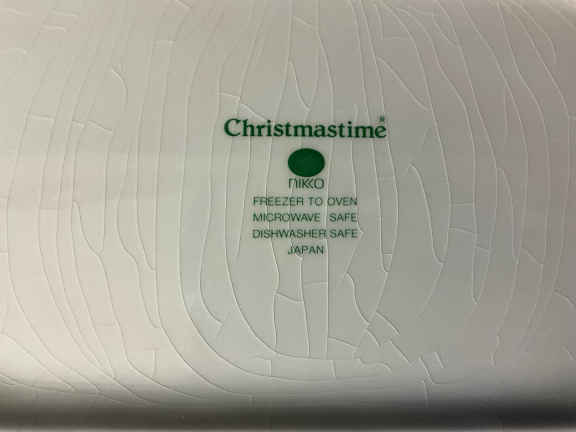 Christmastime®
NIKKO
FREEZER TO OVEN
MICROWAVE SAFE
DISHWASHER SAFE
JAPAN